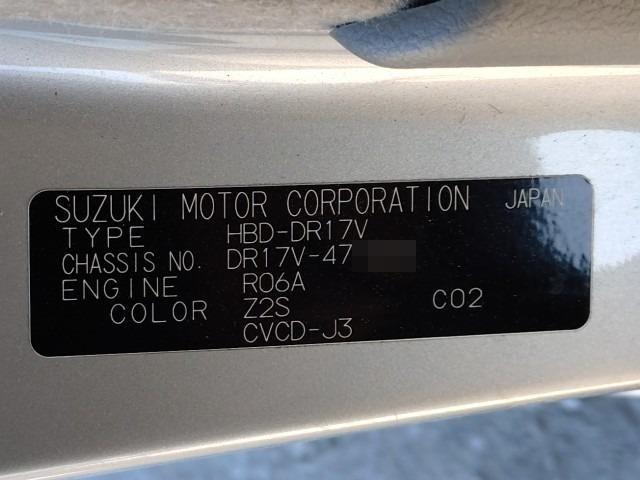 SUZUKI MOTOR CORPORATION JAPAN
TYPE HBD-DR17V
CHASSIS NO. DR17V-47
ENGINE R06A
COLOR Z2S C02
CVCD-J3